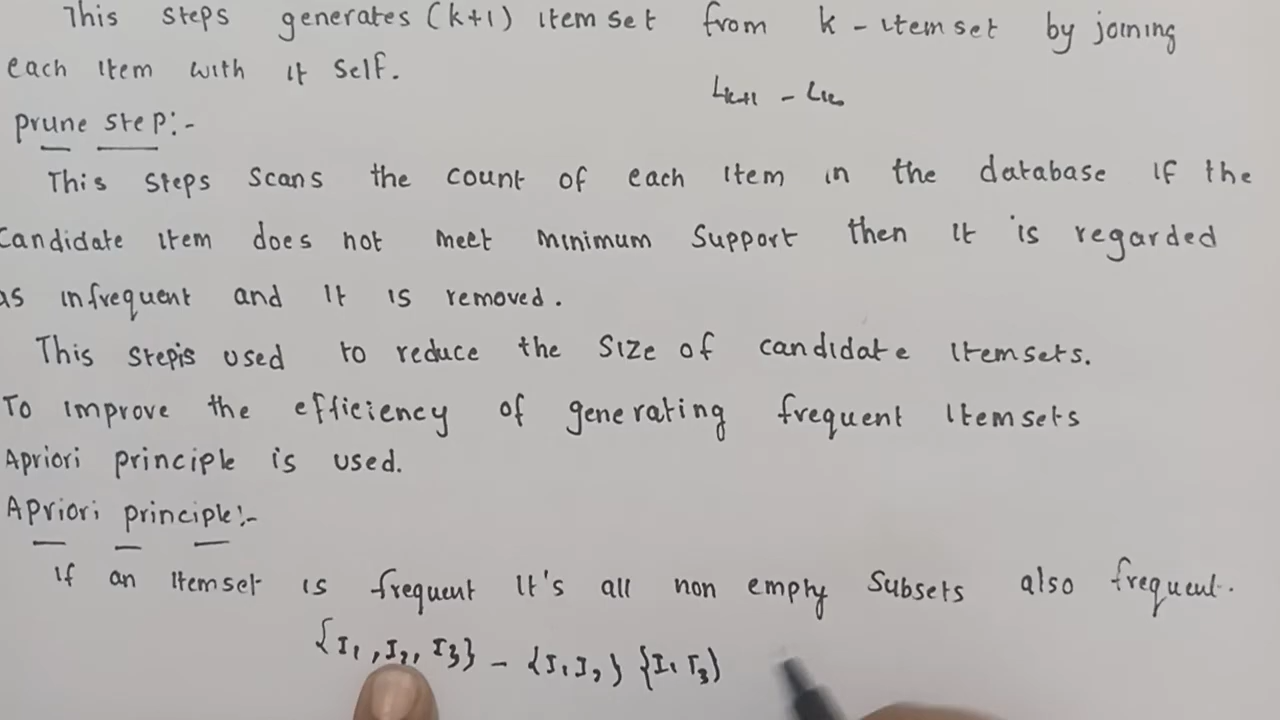 This steps generates (k+1) itemset from k-itemset by joining
each item with it self.
Lk+1 - Lk
prune step:-
This steps scans the count of each item in the database if the
candidate item does not meet minimum support then it is regarded
as infrequent and it is removed.
This step is used to reduce the size of candidate itemsets.
To improve the efficiency of generating frequent itemsets
Apriori principle is used.
Apriori principle:-
if an itemset is frequent it's all non empty subsets also frequent.
{I1, I2, I3} - {I1 I2} {I1 I3}